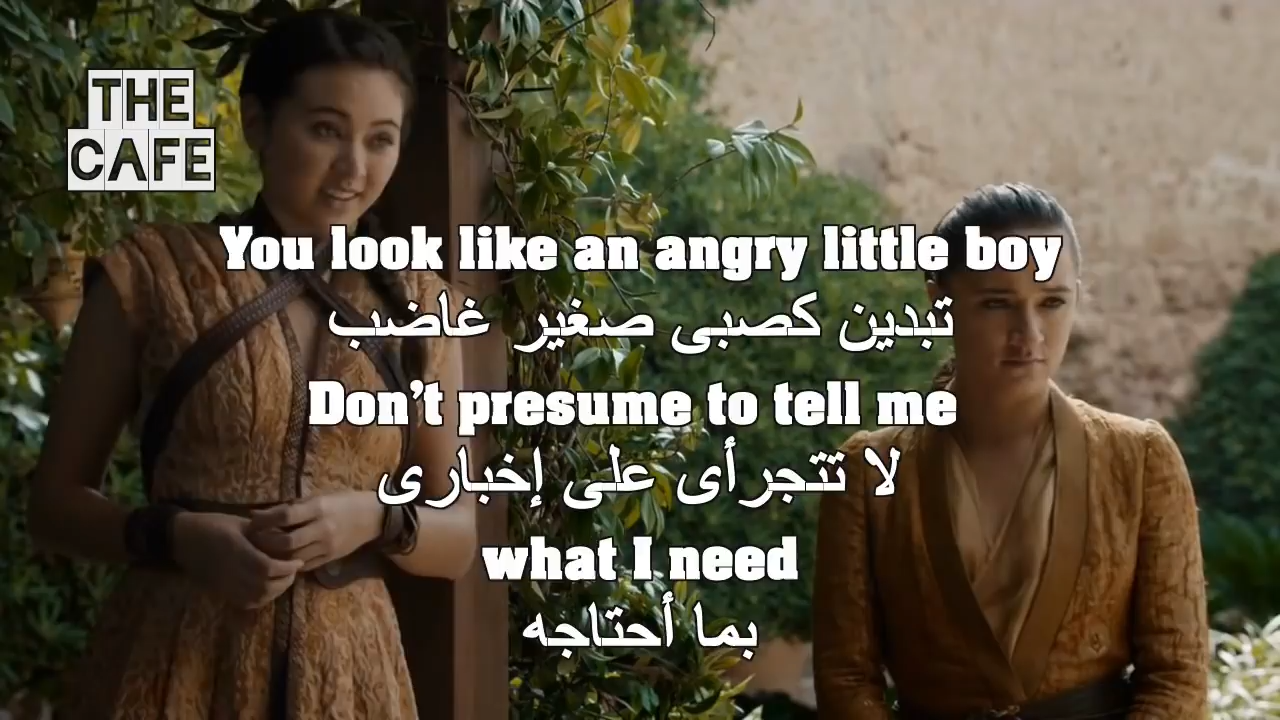 THE
CAFE
You look like an angry little boy
تبدين كصبى صغير غاضب
Don't presume to tell me
لا تتجرأى على إخبارى
what I need
بما أحتاجه